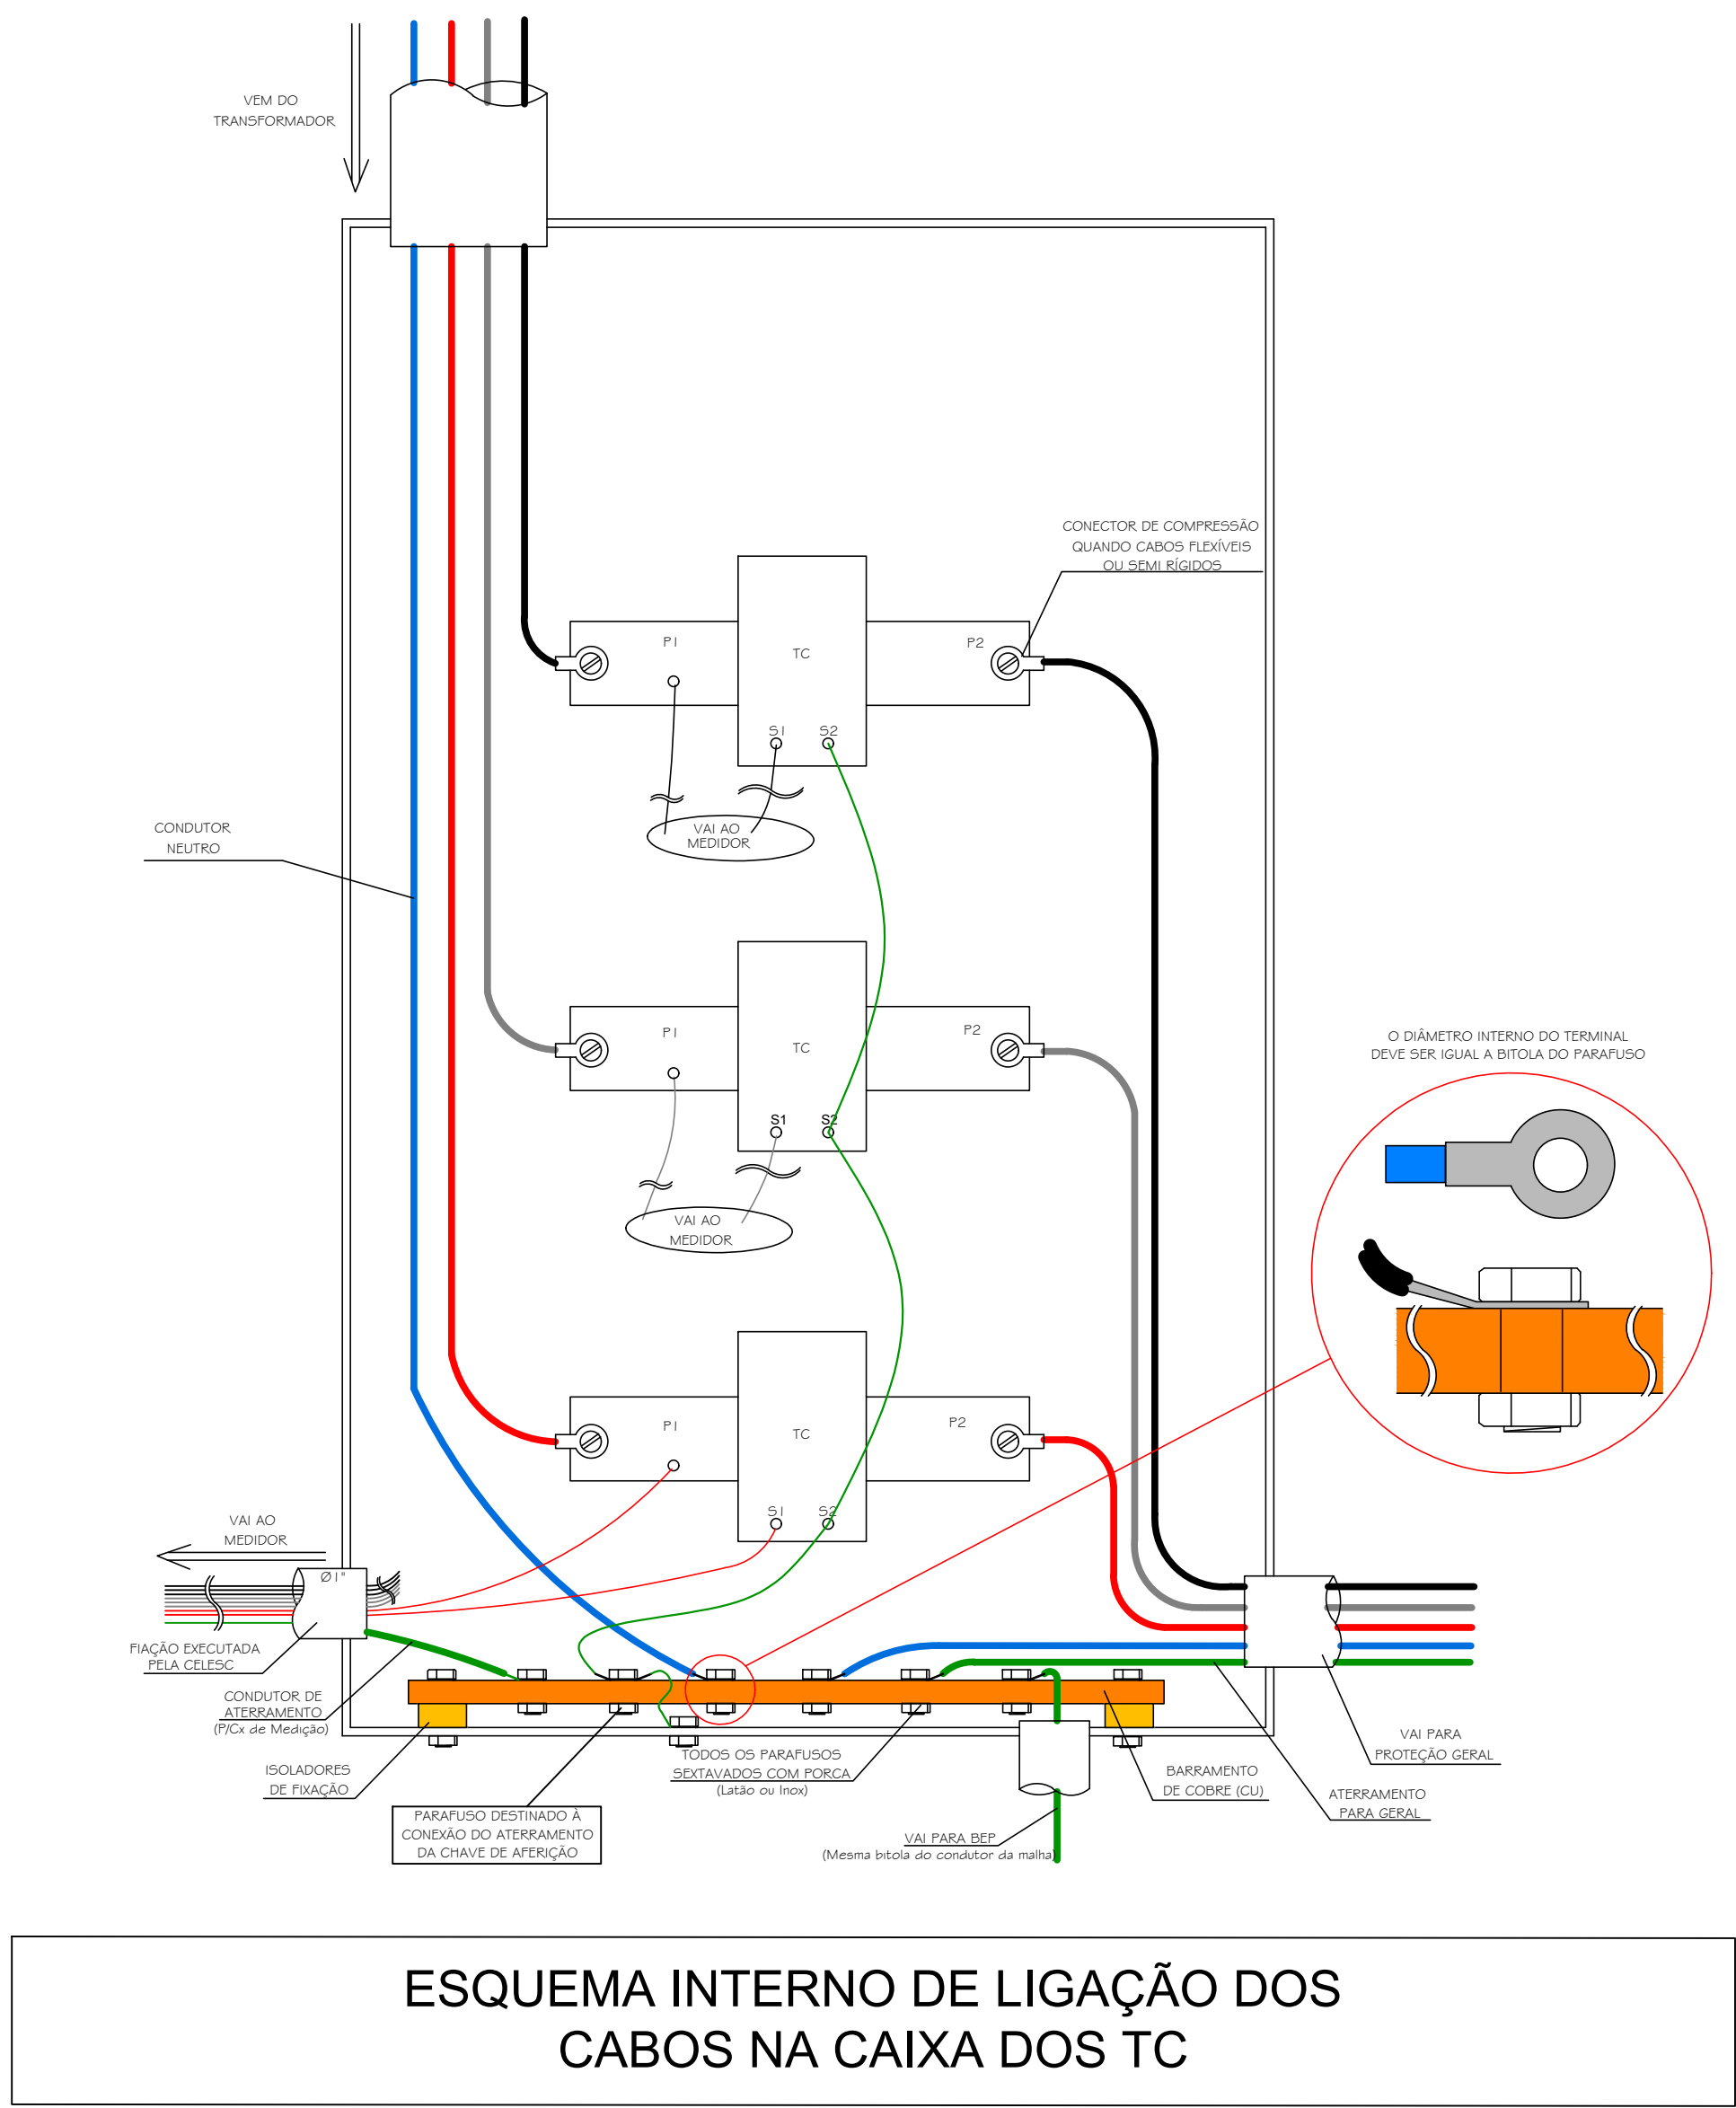 VEM DO
TRANSFORMADOR
CONECTOR DE COMPRESSÃO
QUANDO CABOS FLEXÍVEIS
OU SEMI RÍGIDOS
P1
TC
P2
S1
S2
VAI AO
MEDIDOR
CONDUTOR
NEUTRO
P1
TC
P2
S1
S2
VAI AO
MEDIDOR
O DIÂMETRO INTERNO DO TERMINAL
DEVE SER IGUAL A BITOLA DO PARAFUSO
P1
TC
P2
S1
S2
VAI AO
MEDIDOR
Ø1"
FIAÇÃO EXECUTADA
PELA CELESC
CONDUTOR DE
ATERRAMENTO
(P/Cx de Medição)
ISOLADORES
DE FIXAÇÃO
PARAFUSO DESTINADO À
CONEXÃO DO ATERRAMENTO
DA CHAVE DE AFERIÇÃO
TODOS OS PARAFUSOS
SEXTAVADOS COM PORCA
(Latão ou Inox)
VAI PARA BEP
(Mesma bitola do condutor da malha)
BARRAMENTO
DE COBRE (CU)
ATERRAMENTO
PARA GERAL
VAI PARA
PROTEÇÃO GERAL
ESQUEMA INTERNO DE LIGAÇÃO DOS
CABOS NA CAIXA DOS TC